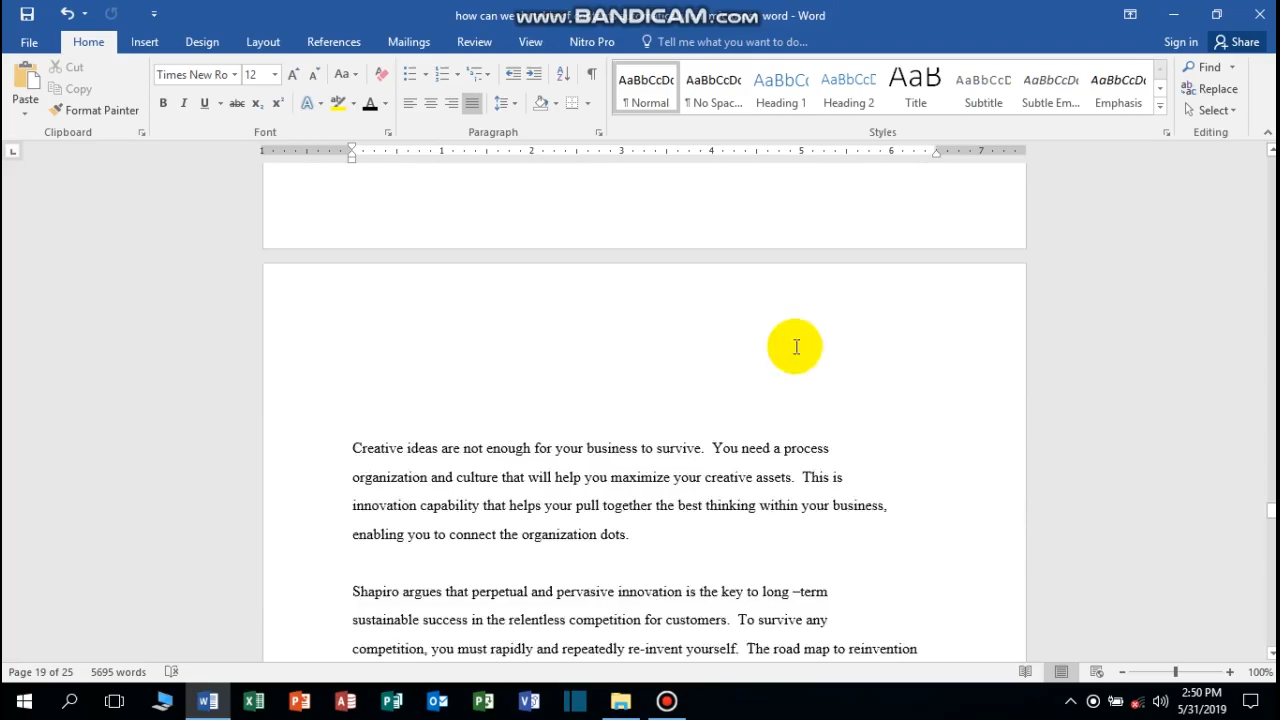 how can we
www.BANDICAM.com
word - Word
File Home Insert Design Layout References Mailings Review View Nitro Pro Tell me what you want to do... Sign in Share
Paste
Cut
Copy
Format Painter
Clipboard
Times New Ro 12
Font
Paragraph
AaBbCcDc ¶ Normal
AaBbCcDc ¶ No Spac...
AaBbCc Heading 1
AaBbCcE Heading 2
AaB Title
AaBbCcD Subtitle
AaBbCcDc Subtle Em...
AaBbCcDc Emphasis
Styles
Find
Replace
Select
Editing
1 1 2 3 4 5 6 7
Creative ideas are not enough for your business to survive.  You need a process
organization and culture that will help you maximize your creative assets.  This is
innovation capability that helps your pull together the best thinking within your business,
enabling you to connect the organization dots.
Shapiro argues that perpetual and pervasive innovation is the key to long –term
sustainable success in the relentless competition for customers.  To survive any
competition, you must rapidly and repeatedly re-invent yourself.  The road map to reinvention
Page 19 of 25 5695 words 100%
2:50 PM
5/31/2019